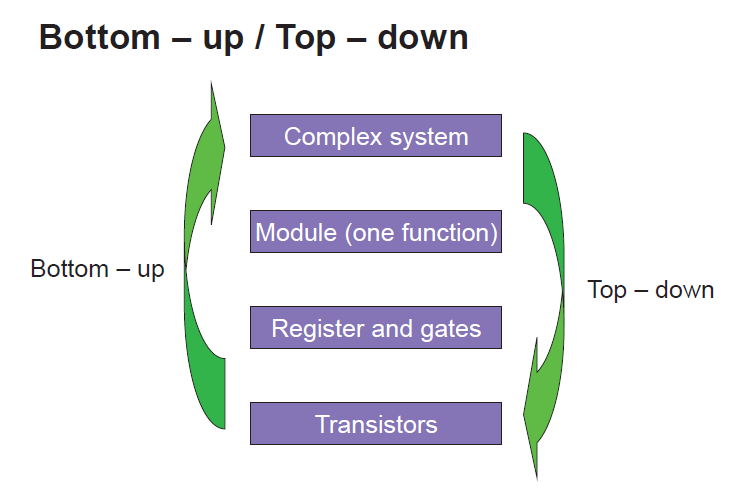 Bottom – up / Top – down
Complex system
Module (one function)
Bottom – up
Top – down
Register and gates
Transistors